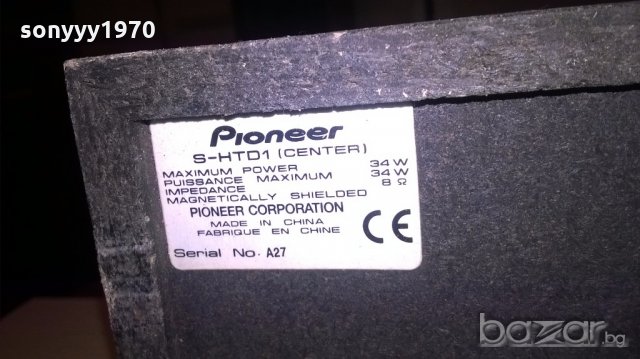 sonyyy1970
Pioneer
S-HTD1 (CENTER)
MAXIMUM POWER 34 W
PUISSANCE MAXIMUM 34 W
IMPEDANCE 8 Ω
MAGNETICALLY SHIELDED
PIONEER CORPORATION
MADE IN CHINA
FABRIQUE EN CHINE
CE
Serial No. A27
bazar.bg